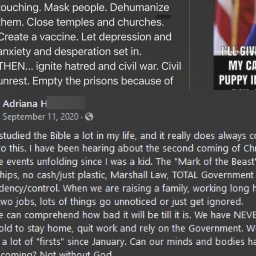 touching. Mask people. Dehumanize
them. Close temples and churches.
Create a vaccine. Let depression and
anxiety and desperation set in.
THEN... ignite hatred and civil war. Civil
unrest. Empty the prisons because of
I'LL GIVE
MY CA
PUPPY IN
Adriana H
September 11, 2020 ·
studied the Bible a lot in my life, and it really does always co
to this. I have been hearing about the second coming of Chr
e events unfolding since I was a kid. The "Mark of the Beast"
hips, no cash/just plastic, Marshall Law, TOTAL Government
dency/control. When we are raising a family, working long h
two jobs, lots of things go unnoticed or just get ignored.
e can comprehend how bad it will be till it is. We have NEVE
old to stay home, quit work and rely on the Government. W
a lot of "firsts" since January. Can our minds and bodies ha
coming? Not without God